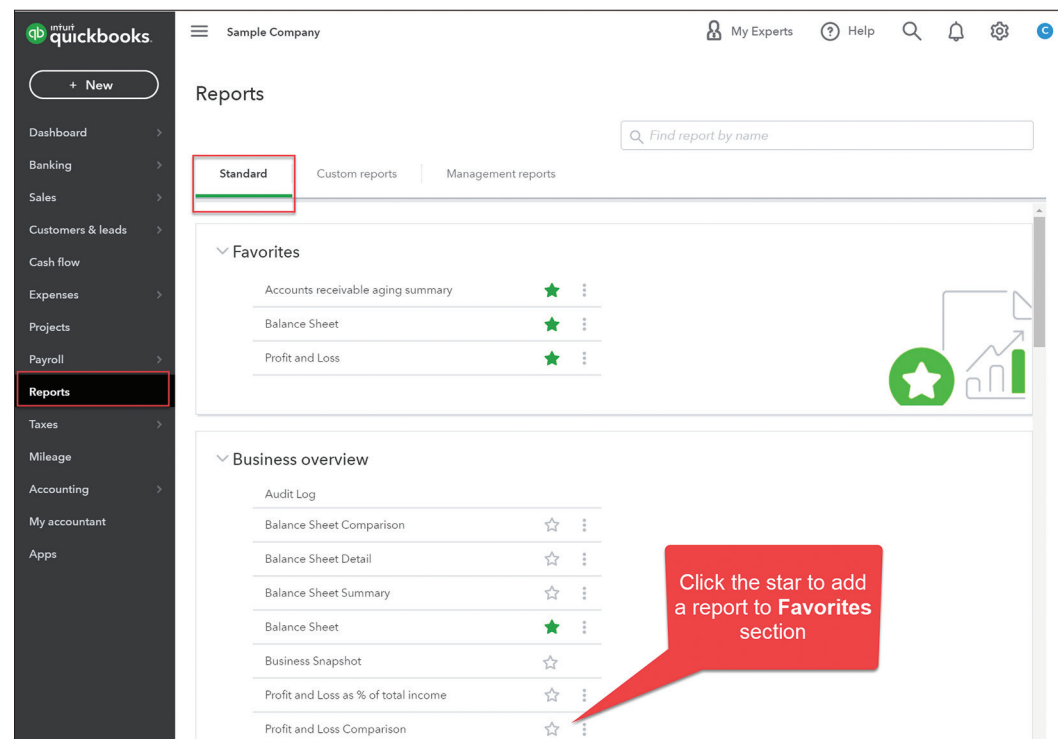 qb intuit quickbooks.
Sample Company
My Experts
? Help
C
+ New
Reports
Find report by name
Dashboard
Banking
Sales
Customers & leads
Cash flow
Expenses
Projects
Payroll
Reports
Taxes
Mileage
Accounting
My accountant
Apps
Standard
Custom reports
Management reports
Favorites
Accounts receivable aging summary
Balance Sheet
Profit and Loss
Business overview
Audit Log
Balance Sheet Comparison
Balance Sheet Detail
Balance Sheet Summary
Balance Sheet
Business Snapshot
Profit and Loss as % of total income
Profit and Loss Comparison
Click the star to add
a report to Favorites
section